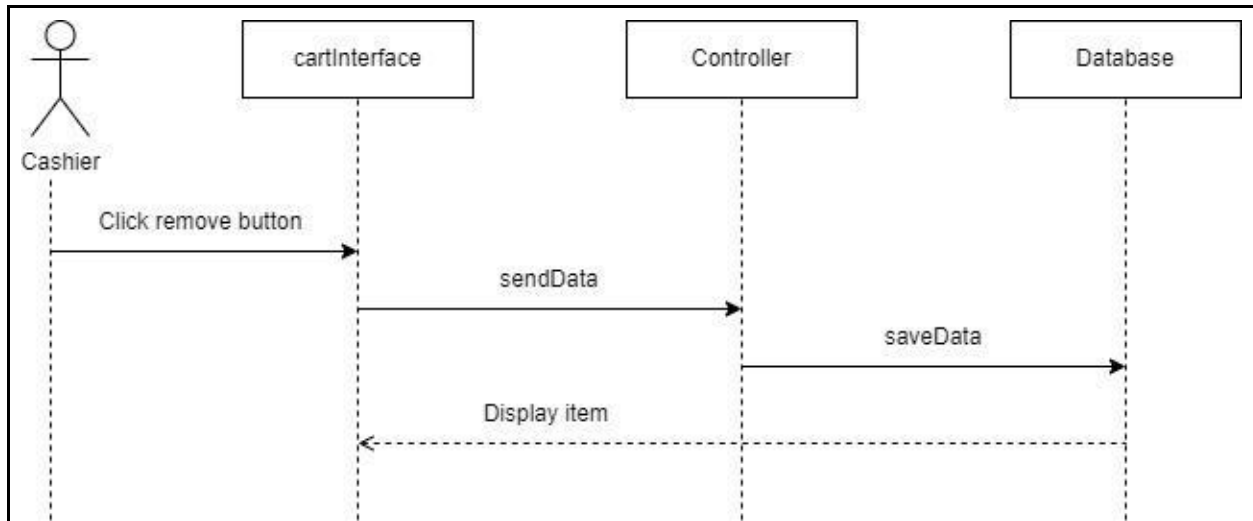 cartInterface
Controller
Database
Cashier
Click remove button
sendData
saveData
Display item